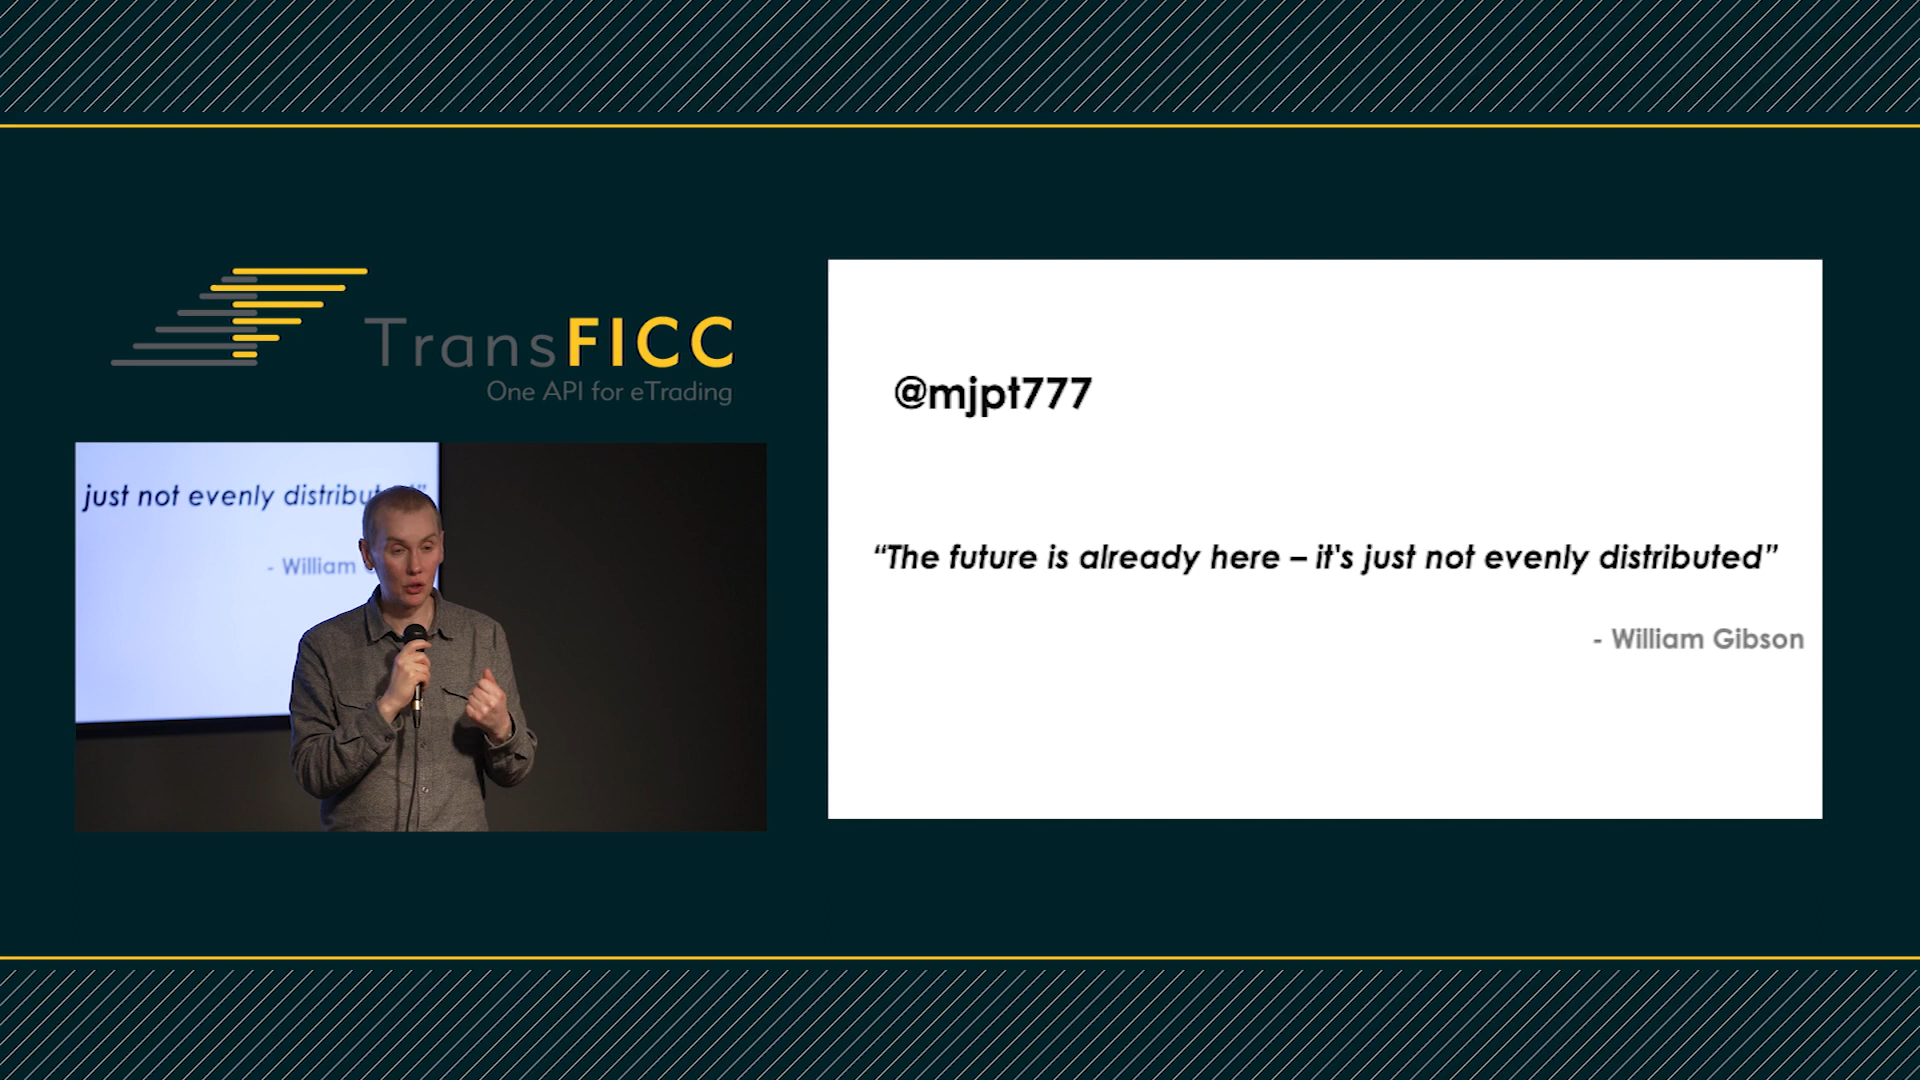 TransFICC
One API for eTrading
just not evenly distributed”
- William
@mjpt777
“The future is already here – it's just not evenly distributed”
- William Gibson